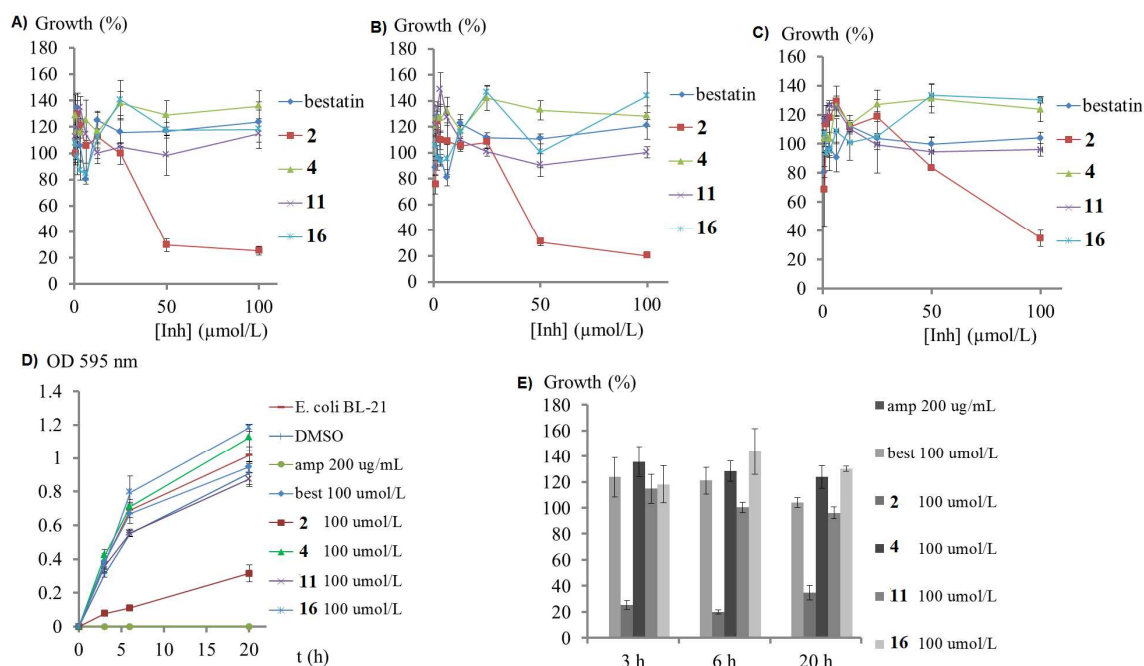 A) Growth (%)
180
160
140
120
100
80
60
40
20
0
0 50 100
[Inh] (µmol/L)
bestatin
2
4
11
16
B) Growth (%)
180
160
140
120
100
80
60
40
20
0
0 50 100
[Inh] (µmol/L)
bestatin
2
4
11
16
C) Growth (%)
160
140
120
100
80
60
40
20
0
0 50 100
[Inh] (µmol/L)
bestatin
2
4
11
16
D) OD 595 nm
1.4
1.2
1
0.8
0.6
0.4
0.2
0
0 5 10 15 20
t (h)
E. coli BL-21
DMSO
amp 200 ug/mL
best 100 umol/L
2 100 umol/L
4 100 umol/L
11 100 umol/L
16 100 umol/L
E) Growth (%)
180
160
140
120
100
80
60
40
20
0
3 h 6 h 20 h
amp 200 ug/mL
best 100 umol/L
2 100 umol/L
4 100 umol/L
11 100 umol/L
16 100 umol/L